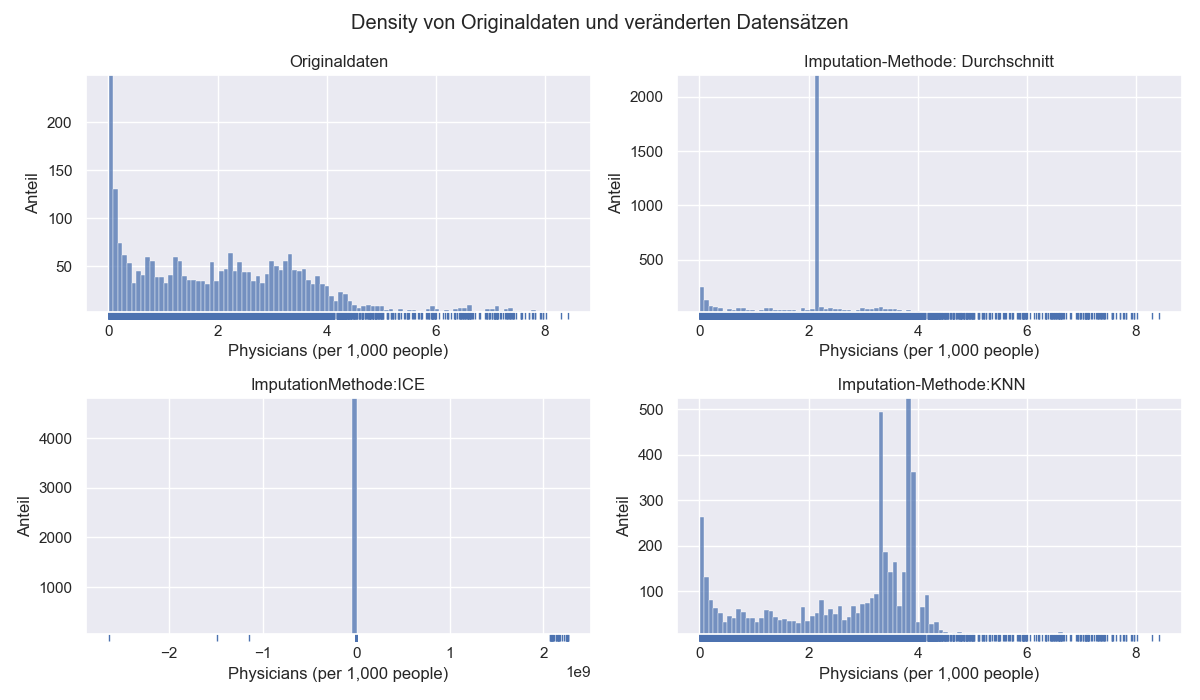 Density von Originaldaten und veränderten Datensätzen
Originaldaten
200
150
100
50
Anteil
0 2 4 6 8
Physicians (per 1,000 people)
Imputation-Methode: Durchschnitt
2000
1500
1000
500
Anteil
0 2 4 6 8
Physicians (per 1,000 people)
ImputationMethode:ICE
4000
3000
2000
1000
Anteil
−2 −1 0 1 2
1e9
Physicians (per 1,000 people)
Imputation-Methode:KNN
500
400
300
200
100
Anteil
0 2 4 6 8
Physicians (per 1,000 people)